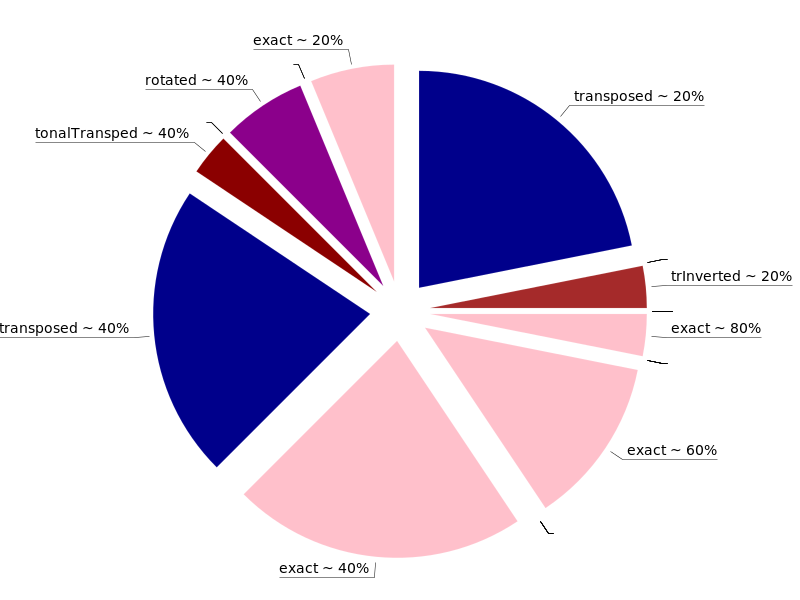 exact ~ 20%
rotated ~ 40%
transposed ~ 20%
tonalTransped ~ 40%
trInverted ~ 20%
transposed ~ 40%
exact ~ 80%
exact ~ 60%
exact ~ 40%